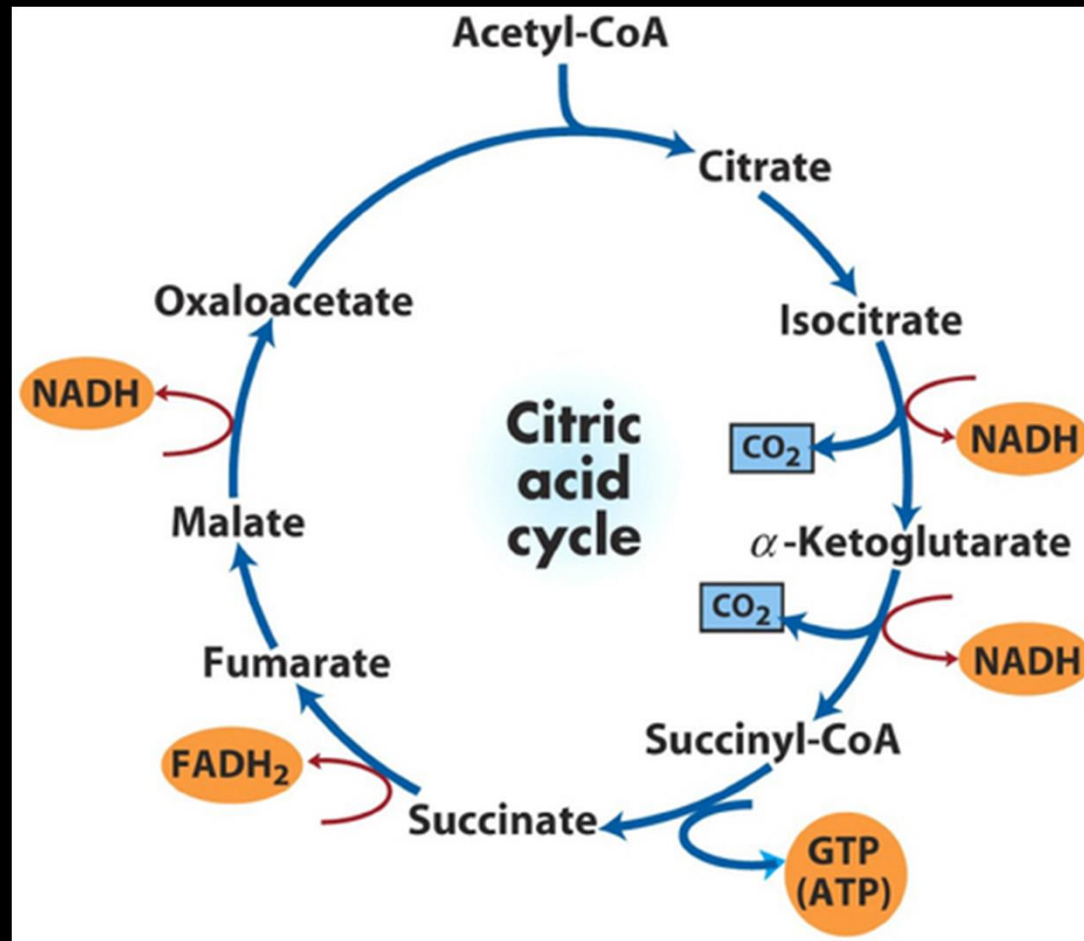 Acetyl-CoA
Citrate
Oxaloacetate
Isocitrate
NADH
Citric
acid
cycle
CO₂
NADH
Malate
α-Ketoglutarate
CO₂
Fumarate
NADH
Succinyl-CoA
FADH₂
Succinate
GTP
(ATP)